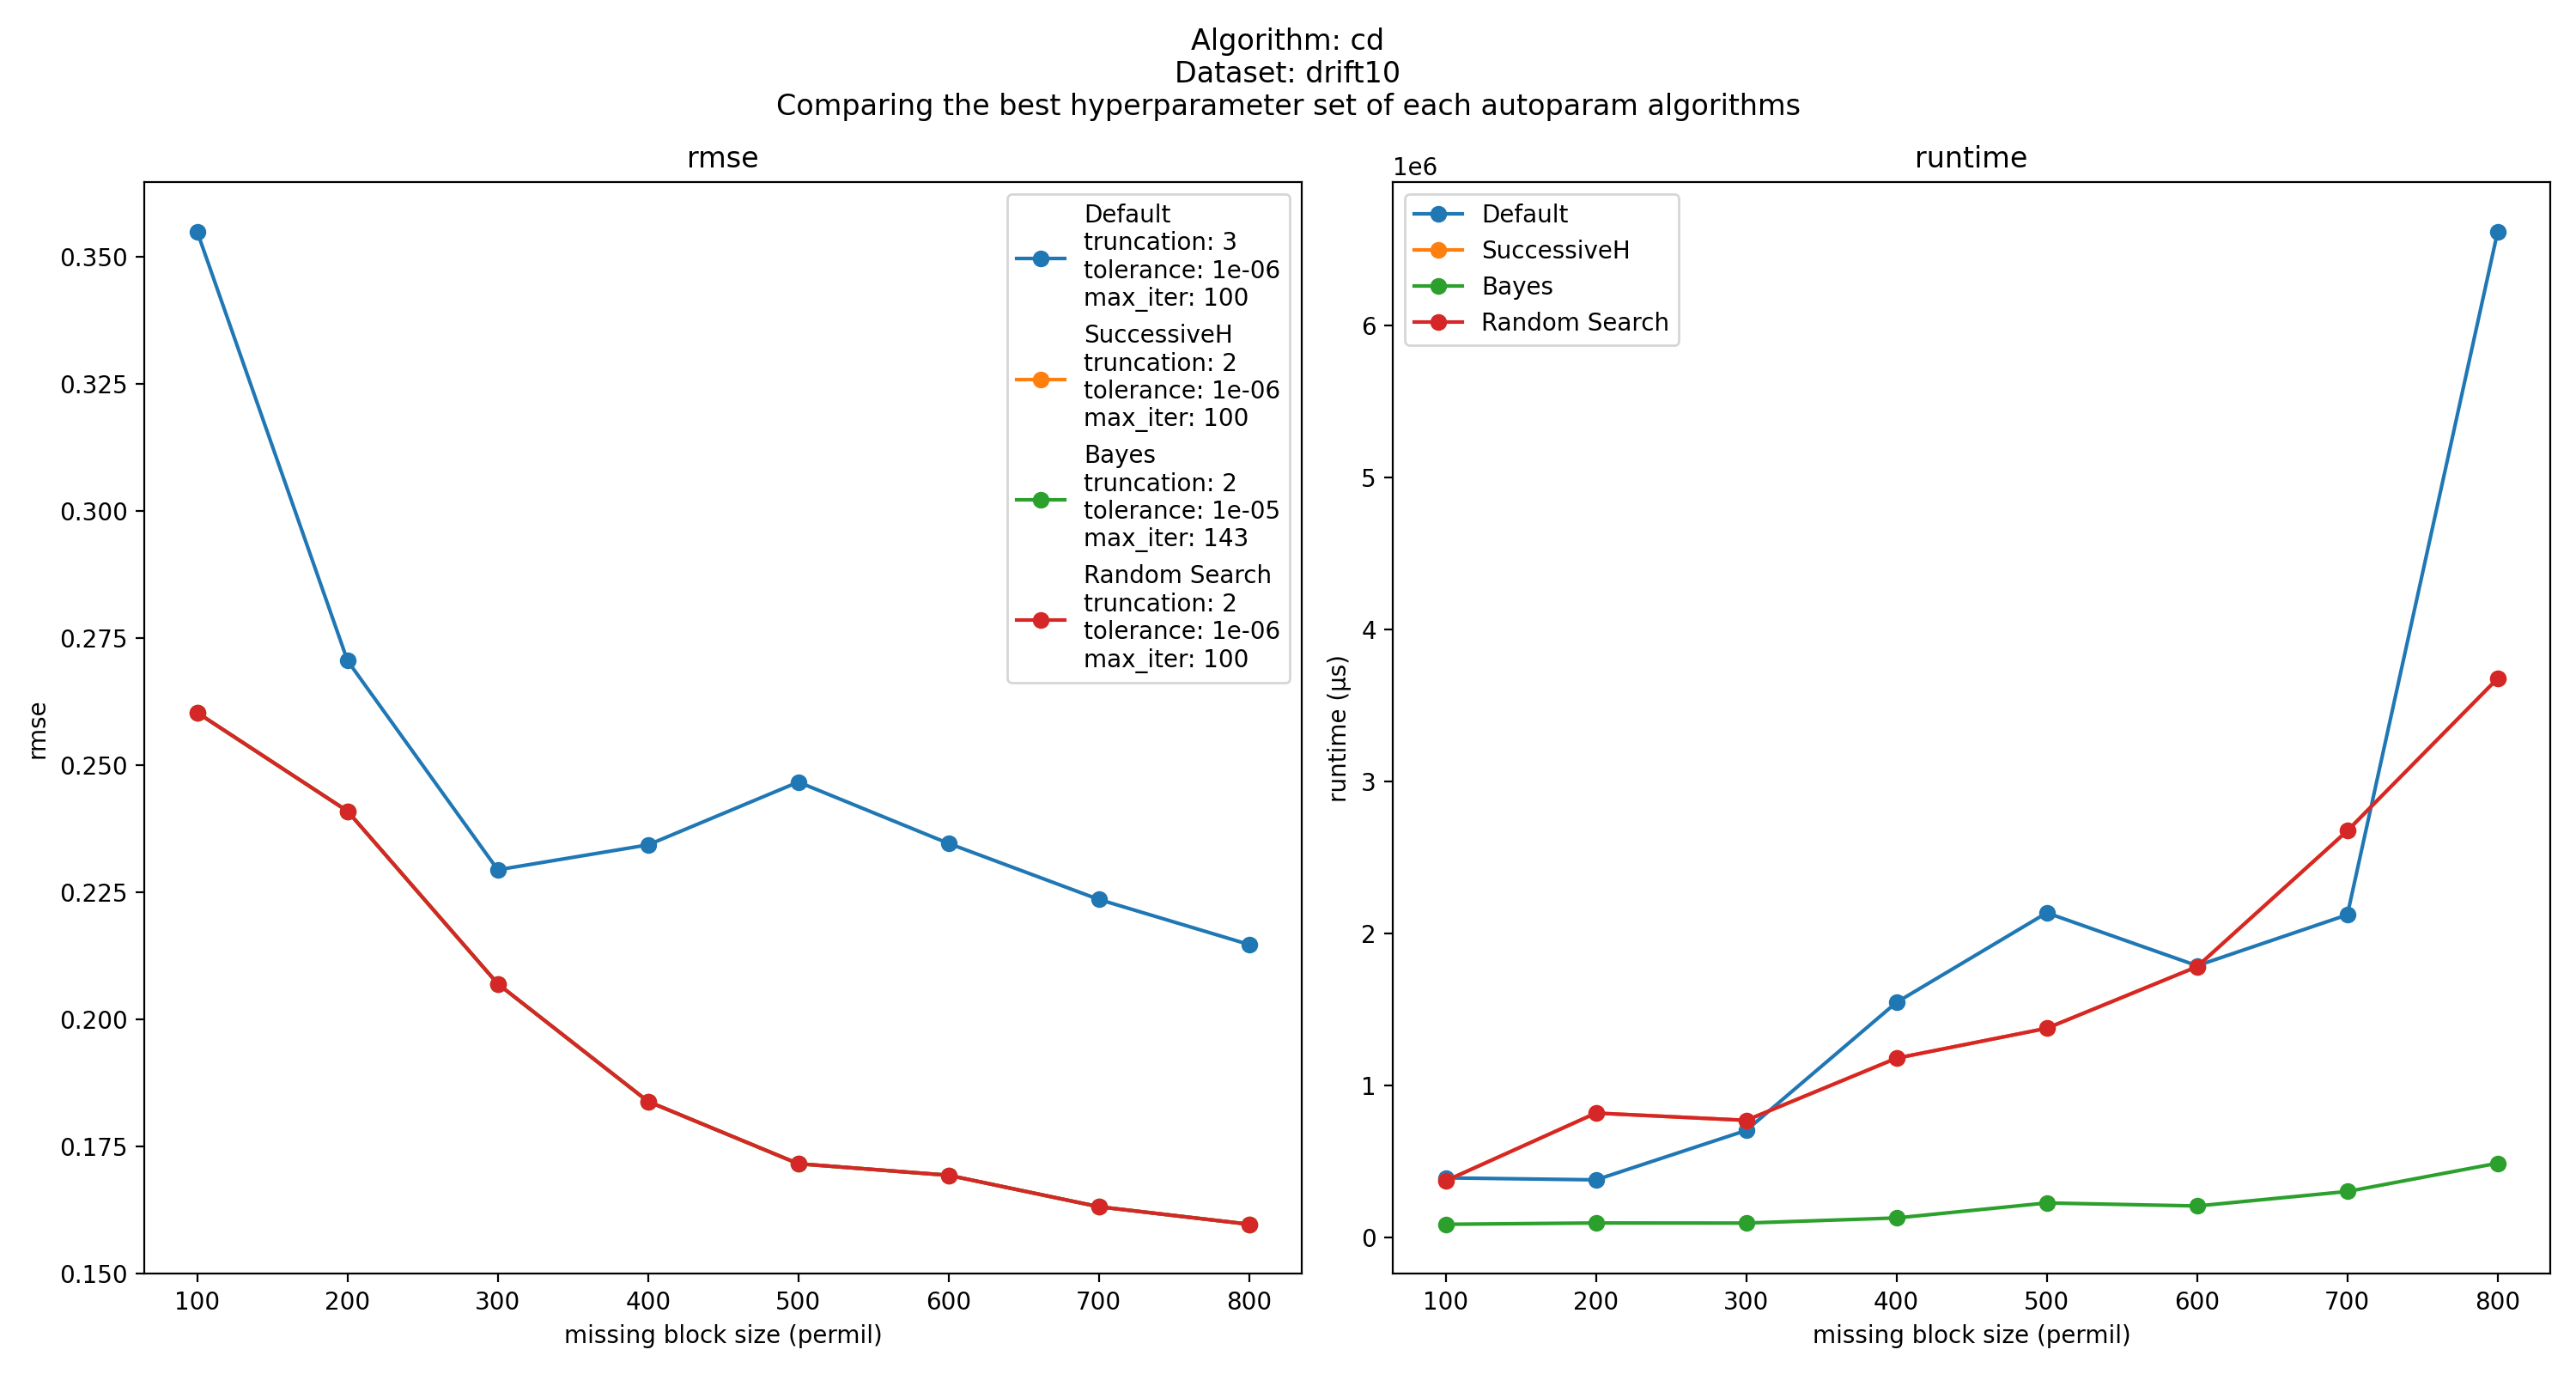 Algorithm: cd
Dataset: drift10
Comparing the best hyperparameter set of each autoparam algorithms
rmse
0.350
0.325
0.300
0.275
0.250
0.225
0.200
0.175
0.150
rmse
100 200 300 400 500 600 700 800
missing block size (permil)
Default
truncation: 3
tolerance: 1e-06
max_iter: 100
SuccessiveH
truncation: 2
tolerance: 1e-06
max_iter: 100
Bayes
truncation: 2
tolerance: 1e-05
max_iter: 143
Random Search
truncation: 2
tolerance: 1e-06
max_iter: 100
runtime
1e6
6
5
4
3
2
1
0
runtime (µs)
100 200 300 400 500 600 700 800
missing block size (permil)
Default
SuccessiveH
Bayes
Random Search